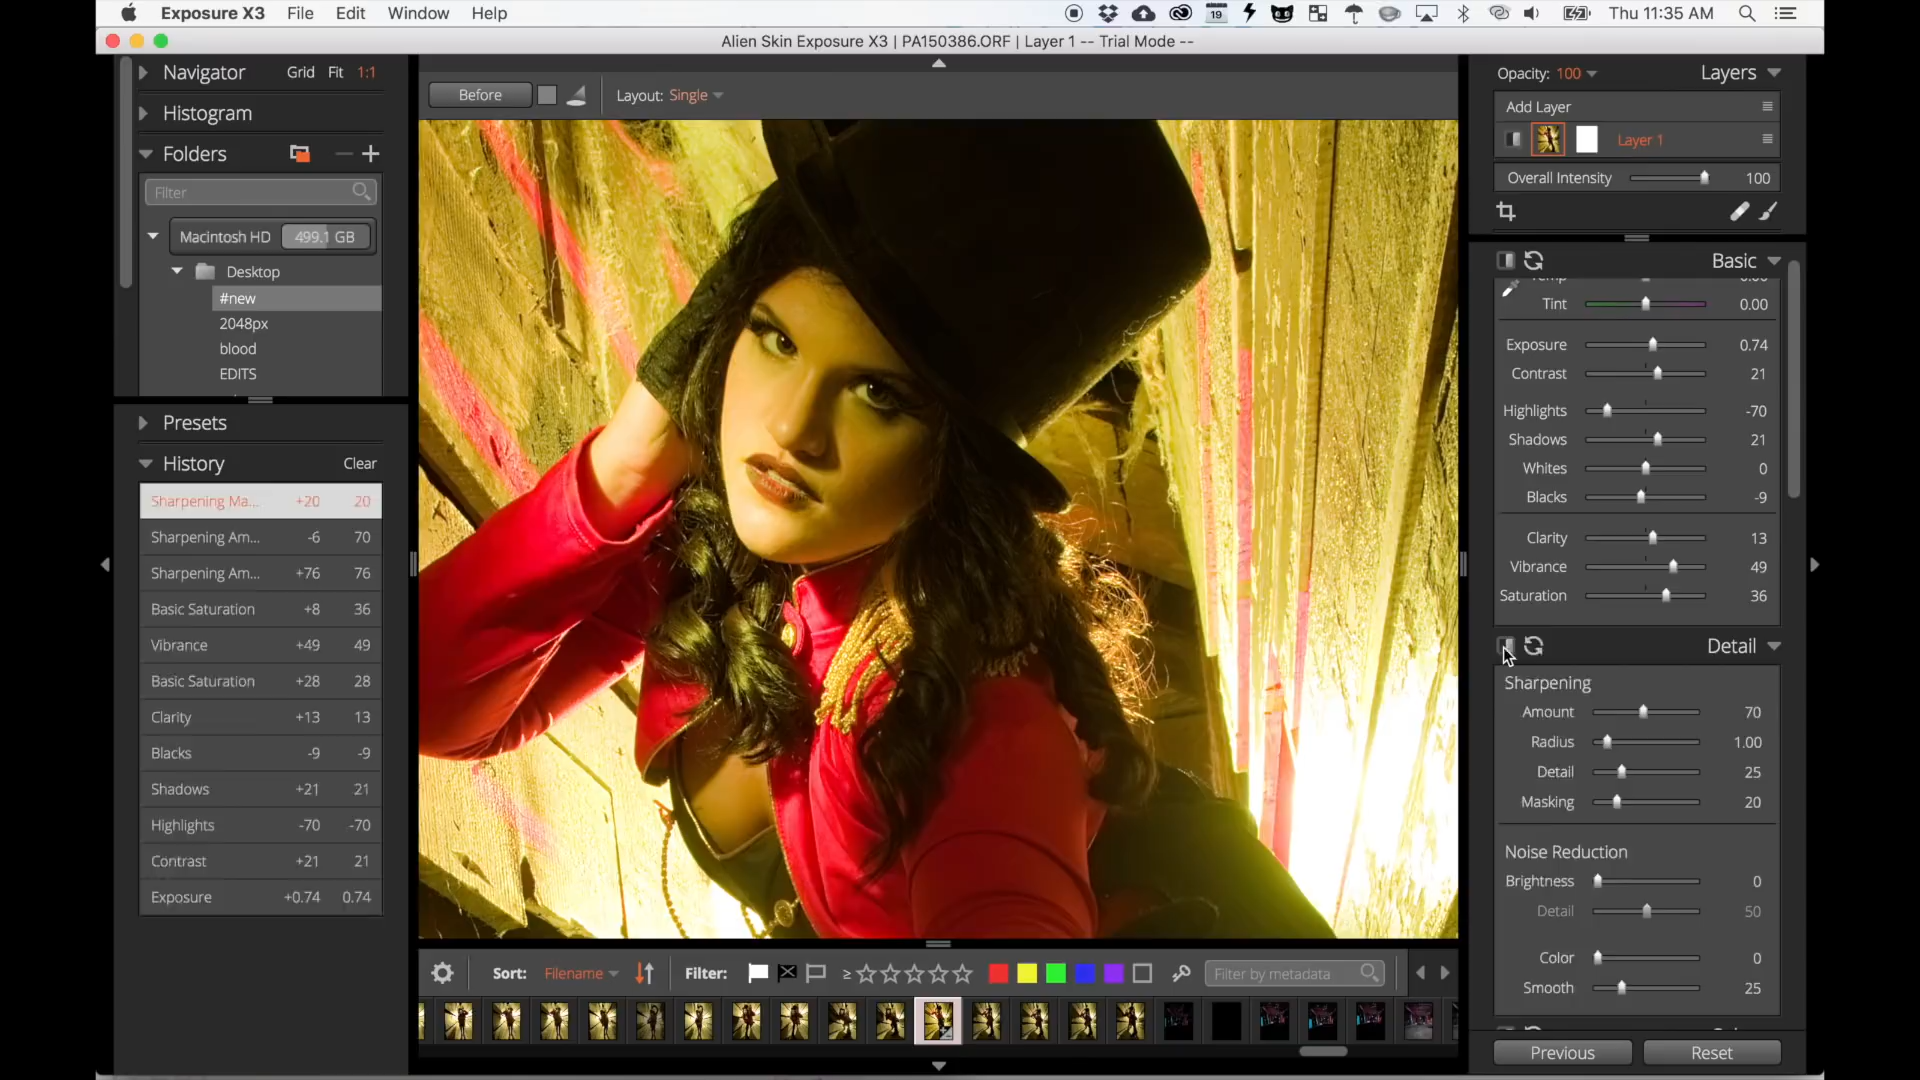 Exposure X3 File Edit Window Help
19
Thu 11:35 AM
Alien Skin Exposure X3 | PA150386.ORF | Layer 1 -- Trial Mode --
Navigator Grid Fit 1:1
Histogram
Folders
Filter
Macintosh HD 499.1 GB
Desktop
#new
2048px
blood
EDITS
Presets
History Clear
Sharpening Ma... +20 20
Sharpening Am... -6 70
Sharpening Am... +76 76
Basic Saturation +8 36
Vibrance +49 49
Basic Saturation +28 28
Clarity +13 13
Blacks -9 -9
Shadows +21 21
Highlights -70 -70
Contrast +21 21
Exposure +0.74 0.74
Before Layout: Single
Sort: Filename Filter: ≥ Filter by metadata
Opacity: 100 Layers
Add Layer
Layer 1
Overall Intensity 100
Basic
Tint 0.00
Exposure 0.74
Contrast 21
Highlights -70
Shadows 21
Whites 0
Blacks -9
Clarity 13
Vibrance 49
Saturation 36
Detail
Sharpening
Amount 70
Radius 1.00
Detail 25
Masking 20
Noise Reduction
Brightness 0
Detail 50
Color 0
Smooth 25
Previous Reset